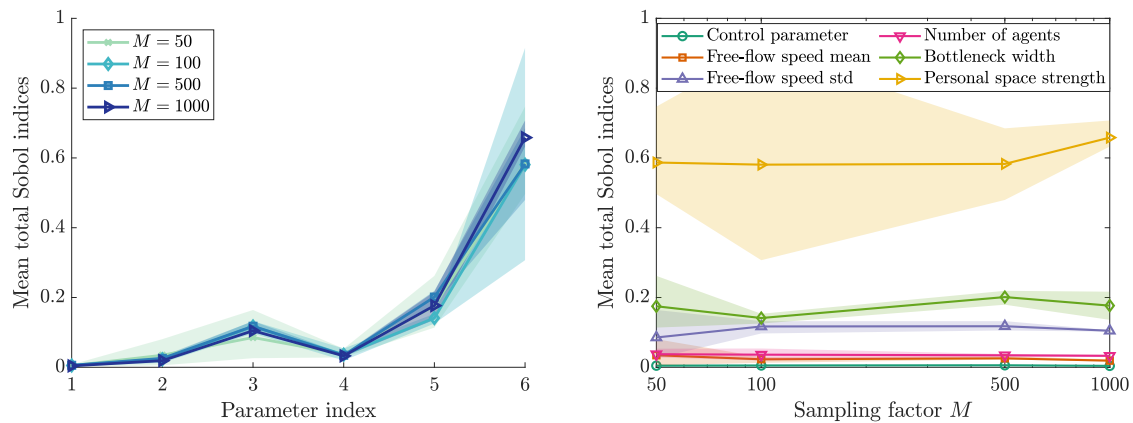 Mean total Sobol indices
1
0.8
0.6
0.4
0.2
0
M = 50
M = 100
M = 500
M = 1000
1 2 3 4 5 6
Parameter index
Mean total Sobol indices
1
0.8
0.6
0.4
0.2
0
Control parameter
Free-flow speed mean
Free-flow speed std
Number of agents
Bottleneck width
Personal space strength
50 100 500 1000
Sampling factor M